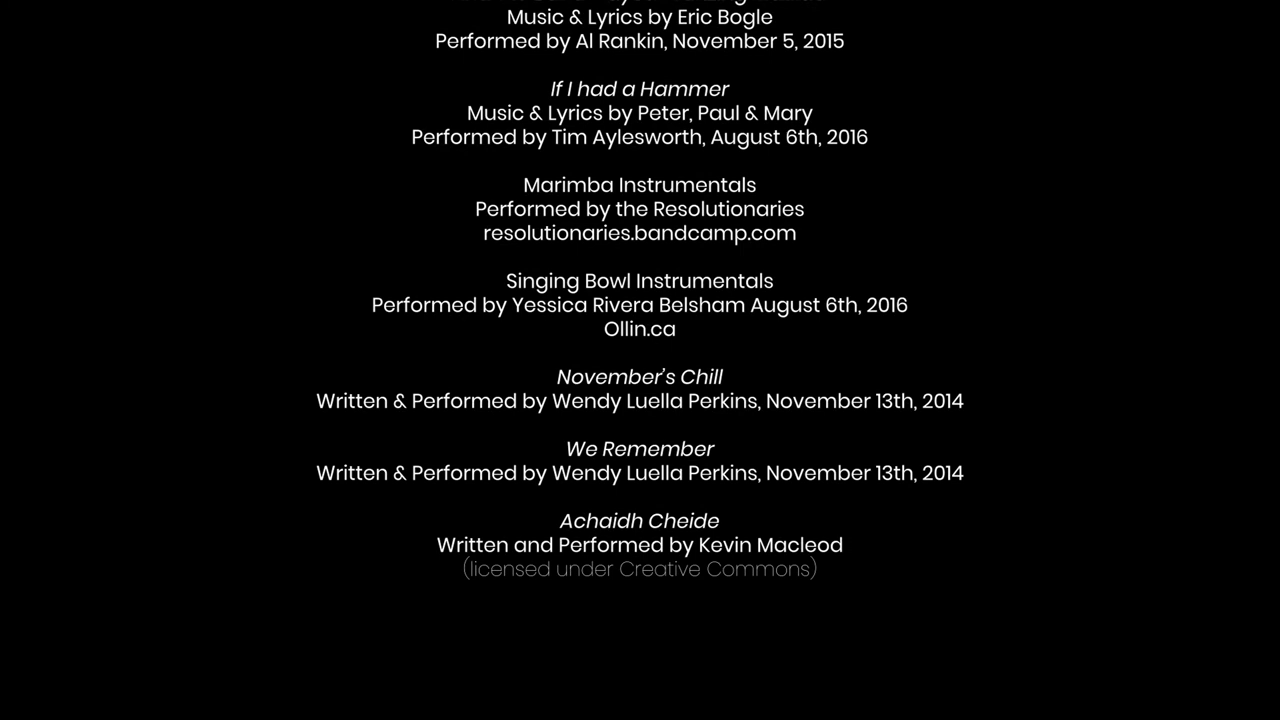 Music & Lyrics by Eric Bogle
Performed by Al Rankin, November 5, 2015
If I had a Hammer
Music & Lyrics by Peter, Paul & Mary
Performed by Tim Aylesworth, August 6th, 2016
Marimba Instrumentals
Performed by the Resolutionaries
resolutionaries.bandcamp.com
Singing Bowl Instrumentals
Performed by Yessica Rivera Belsham August 6th, 2016
Ollin.ca
November's Chill
Written & Performed by Wendy Luella Perkins, November 13th, 2014
We Remember
Written & Performed by Wendy Luella Perkins, November 13th, 2014
Achaidh Cheide
Written and Performed by Kevin Macleod
(licensed under Creative Commons)